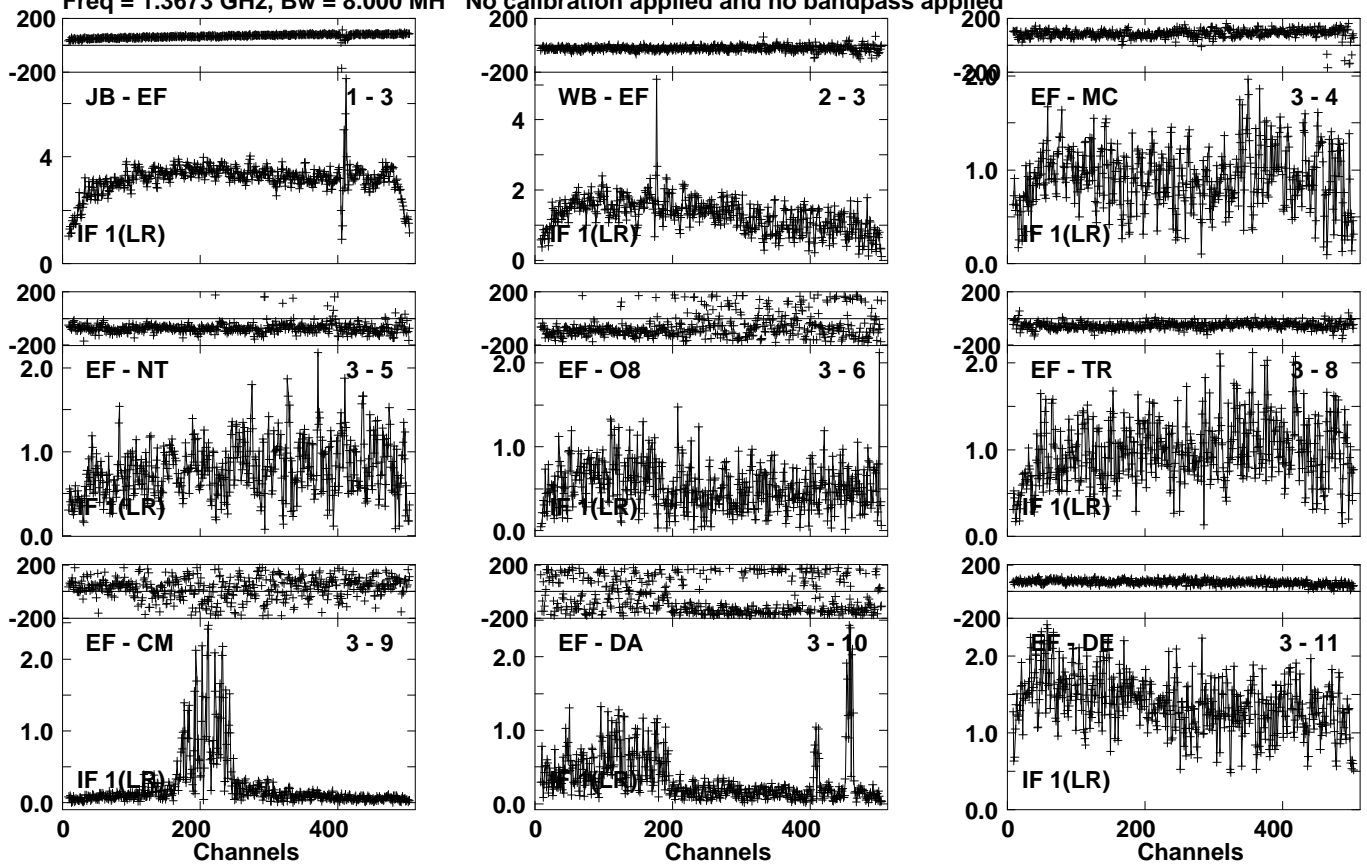 Freq = 1.3673 GHz, Bw = 8.000 MH No calibration applied and no bandpass applied
200
-200
JB - EF 1 - 3
4
IF 1(LR)
0
WB - EF 2 - 3
4
2
IF 1(LR)
0
200
-200
2.0
EF - MC 3 - 4
1.0
IF 1(LR)
0.0
200
-200
EF - NT 3 - 5
2.0
1.0
IF 1(LR)
0.0
200
-200
EF - O8 3 - 6
2.0
1.0
IF 1(LR)
0.0
200
-200
EF - TR 3 - 8
2.0
1.0
IF 1(LR)
0.0
200
-200
EF - CM 3 - 9
2.0
1.0
IF 1(LR)
0.0
0 200 400
Channels
200
-200
EF - DA 3 - 10
2.0
1.0
IF 1(LR)
0.0
0 200 400
Channels
200
-200
EF - DE 3 - 11
2.0
1.0
IF 1(LR)
0.0
0 200 400
Channels